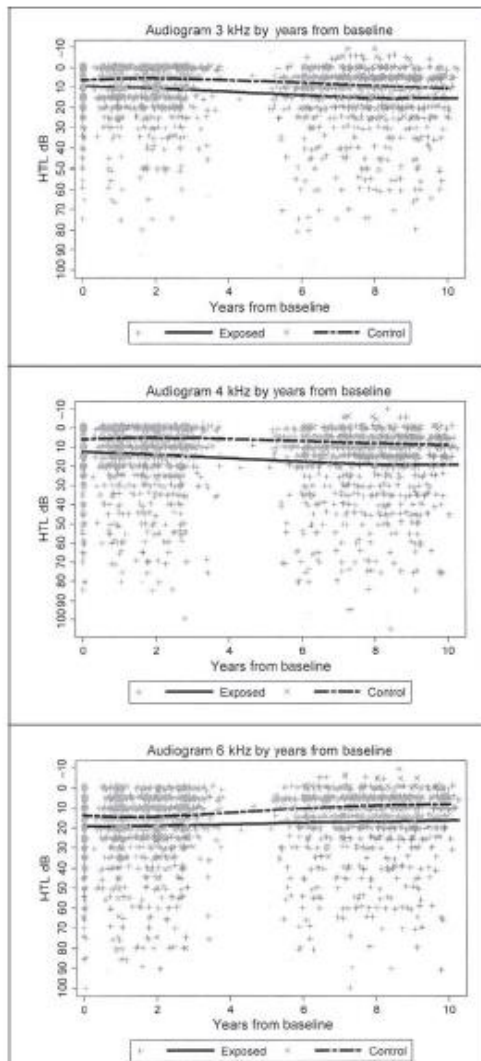 Audiogram 3 kHz by years from baseline
HTL dB
-10
0
10
20
30
40
50
60
70
80
90
100
0 2 4 6 8 10
Years from baseline
+ Exposed × Control
Audiogram 4 kHz by years from baseline
HTL dB
-10
0
10
20
30
40
50
60
70
80
90
100
0 2 4 6 8 10
Years from baseline
+ Exposed × Control
Audiogram 6 kHz by years from baseline
HTL dB
-10
0
10
20
30
40
50
60
70
80
90
100
0 2 4 6 8 10
Years from baseline
+ Exposed × Control